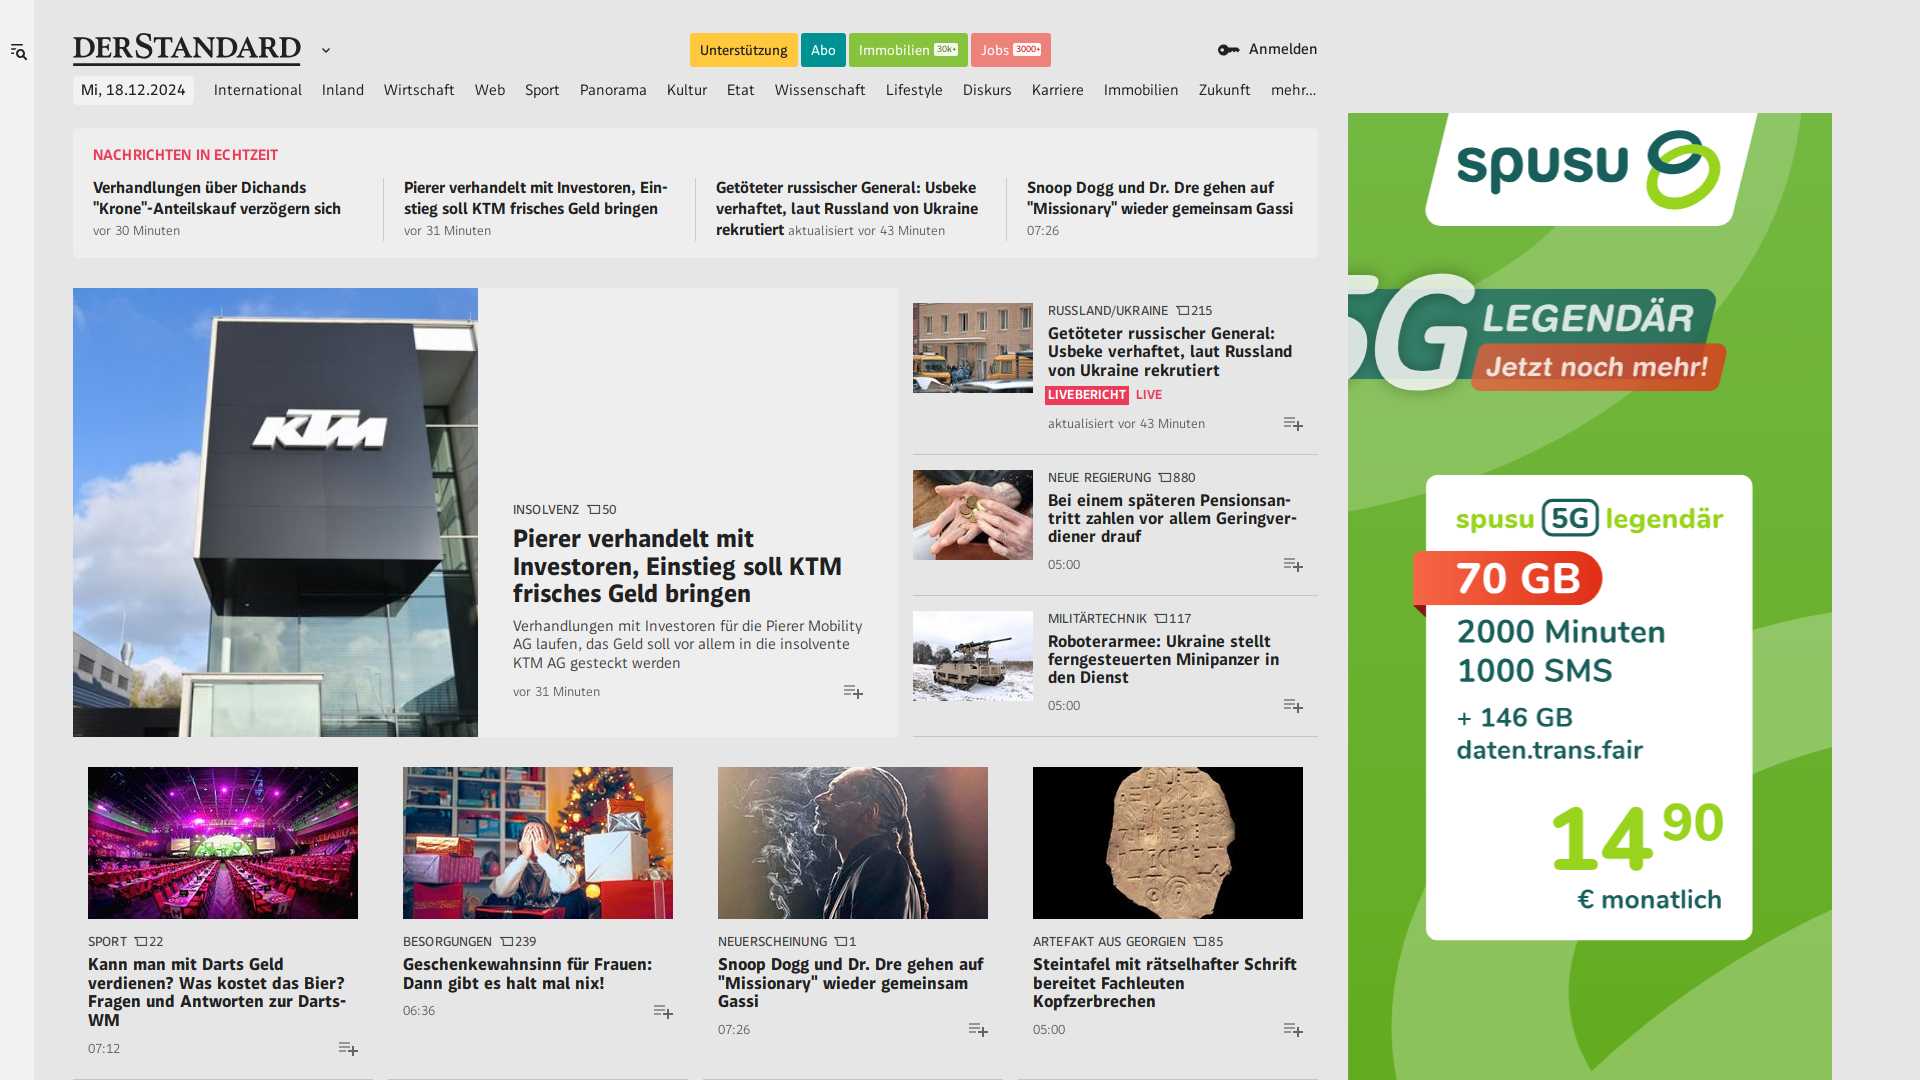 DERSTANDARD
Unterstützung
Abo
Immobilien 30k+
Jobs 3000+
Anmelden
Mi, 18.12.2024
International
Inland
Wirtschaft
Web
Sport
Panorama
Kultur
Etat
Wissenschaft
Lifestyle
Diskurs
Karriere
Immobilien
Zukunft
mehr...
NACHRICHTEN IN ECHTZEIT
Verhandlungen über Dichands
"Krone"-Anteilskauf verzögern sich
vor 30 Minuten
Pierer verhandelt mit Investoren, Ein-
stieg soll KTM frisches Geld bringen
vor 31 Minuten
Getöteter russischer General: Usbeke
verhaftet, laut Russland von Ukraine
rekrutiert aktualisiert vor 43 Minuten
Snoop Dogg und Dr. Dre gehen auf
"Missionary" wieder gemeinsam Gassi
07:26
KTM
INSOLVENZ 50
Pierer verhandelt mit
Investoren, Einstieg soll KTM
frisches Geld bringen
Verhandlungen mit Investoren für die Pierer Mobility
AG laufen, das Geld soll vor allem in die insolvente
KTM AG gesteckt werden
vor 31 Minuten
RUSSLAND/UKRAINE 215
Getöteter russischer General:
Usbeke verhaftet, laut Russland
von Ukraine rekrutiert
LIVEBERICHT LIVE
aktualisiert vor 43 Minuten
NEUE REGIERUNG 880
Bei einem späteren Pensionsan-
tritt zahlen vor allem Geringver-
diener drauf
05:00
MILITÄRTECHNIK 117
Roboterarmee: Ukraine stellt
ferngesteuerten Minipanzer in
den Dienst
05:00
SPORT 22
Kann man mit Darts Geld
verdienen? Was kostet das Bier?
Fragen und Antworten zur Darts-
WM
07:12
BESORGUNGEN 239
Geschenkewahnsinn für Frauen:
Dann gibt es halt mal nix!
06:36
NEUERSCHEINUNG 1
Snoop Dogg und Dr. Dre gehen auf
"Missionary" wieder gemeinsam
Gassi
07:26
ARTEFAKT AUS GEORGIEN 85
Steintafel mit rätselhafter Schrift
bereitet Fachleuten
Kopfzerbrechen
05:00
spusu
5G LEGENDÄR
Jetzt noch mehr!
spusu 5G legendär
70 GB
2000 Minuten
1000 SMS
+ 146 GB
daten.trans.fair
14 90
€ monatlich